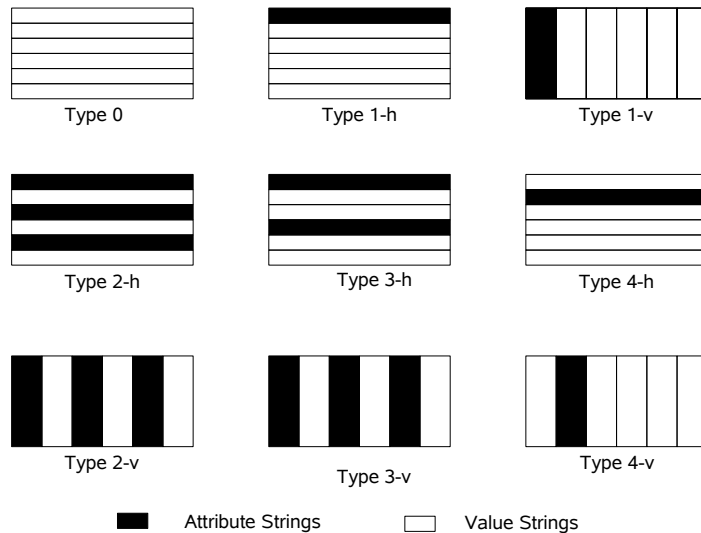 Type 0
Type 1-h
Type 1-v
Type 2-h
Type 3-h
Type 4-h
Type 2-v
Type 3-v
Type 4-v
Attribute Strings
Value Strings